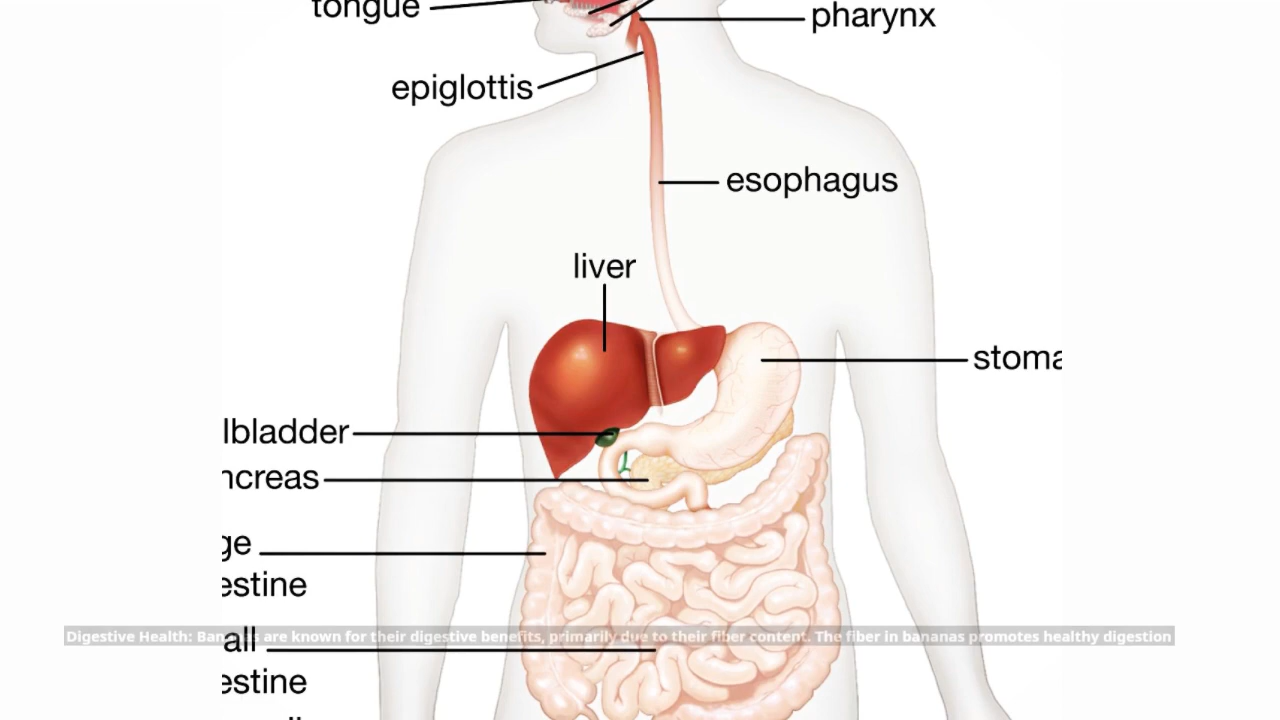 tongue
pharynx
epiglottis
esophagus
liver
stoma
lbladder
ncreas
ge
estine
all
estine
Digestive Health: Bananas are known for their digestive benefits, primarily due to their fiber content. The fiber in bananas promotes healthy digestion